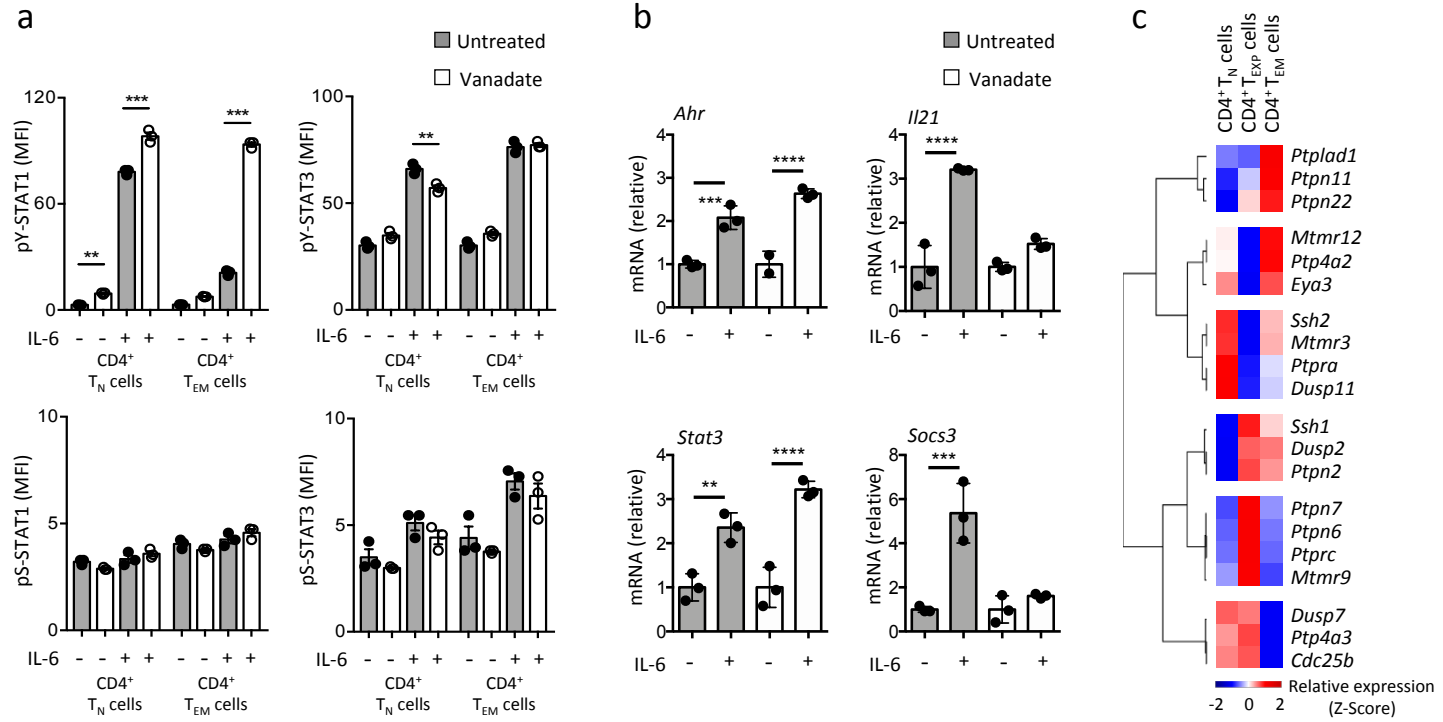 a
Untreated
Vanadate
pY-STAT1 (MFI)
120
60
0
**
***
***
IL-6
- - + + - - + +
CD4+
TN cells
CD4+
TEM cells
pY-STAT3 (MFI)
100
50
0
**
IL-6
- - + + - - + +
CD4+
TN cells
CD4+
TEM cells
pS-STAT1 (MFI)
10
5
0
IL-6
- - + + - - + +
CD4+
TN cells
CD4+
TEM cells
pS-STAT3 (MFI)
10
5
0
IL-6
- - + + - - + +
CD4+
TN cells
CD4+
TEM cells
b
Untreated
Vanadate
Ahr
mRNA (relative)
4
3
2
1
0
***
****
IL-6
- + - +
Il21
mRNA (relative)
4
3
2
1
0
****
- + - +
Stat3
mRNA (relative)
4
3
2
1
0
**
****
IL-6
- + - +
Socs3
mRNA (relative)
8
6
4
2
0
***
- + - +
c
CD4+ TN cells
CD4+ TEXP cells
CD4+ TEM cells
Ptplad1
Ptpn11
Ptpn22
Mtmr12
Ptp4a2
Eya3
Ssh2
Mtmr3
Ptpra
Dusp11
Ssh1
Dusp2
Ptpn2
Ptpn7
Ptpn6
Ptprc
Mtmr9
Dusp7
Ptp4a3
Cdc25b
-2 0 2
Relative expression
(Z-Score)